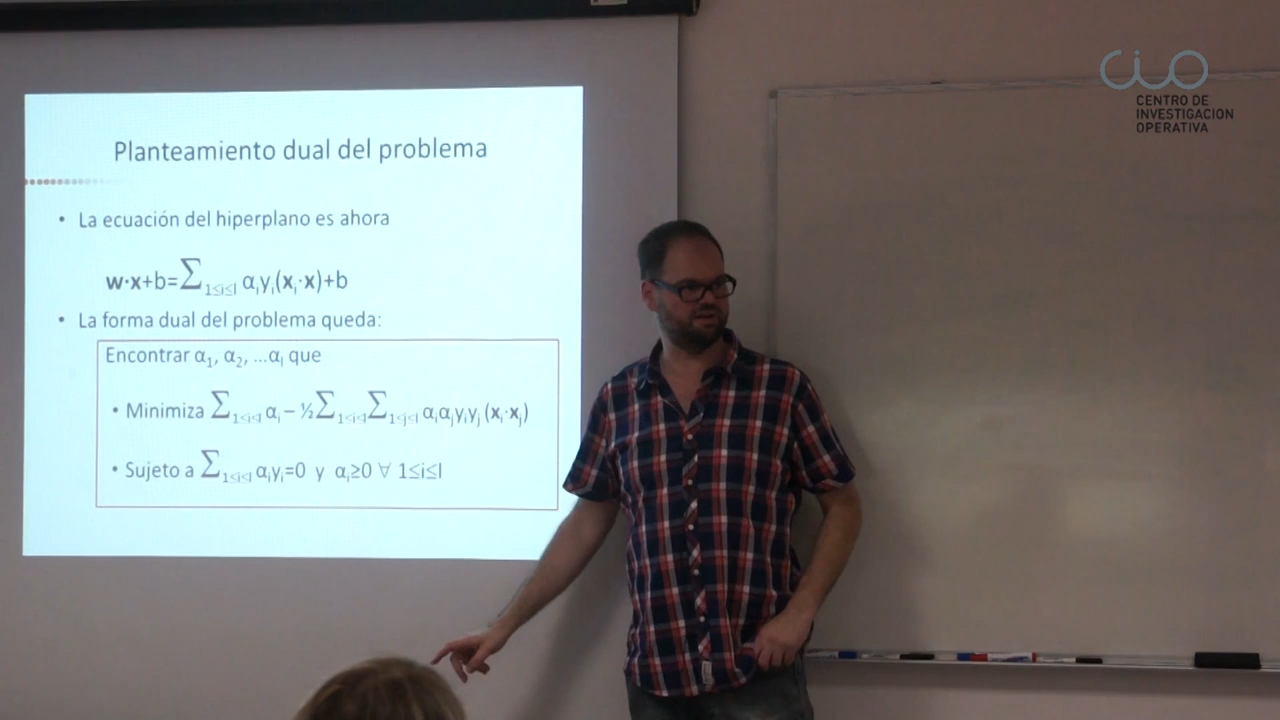 CIO
CENTRO DE
INVESTIGACION
OPERATIVA
Planteamiento dual del problema
• La ecuación del hiperplano es ahora
w·x+b=∑1≤i≤l αiyi(xi·x)+b
• La forma dual del problema queda:
Encontrar α1, α2, ...αl que
• Minimiza ∑1≤i≤l αi – ½∑1≤i≤l∑1≤j≤l αiαjyiyj (xi·xj)
• Sujeto a ∑1≤i≤l αiyi=0 y αi≥0 ∀ 1≤i≤l